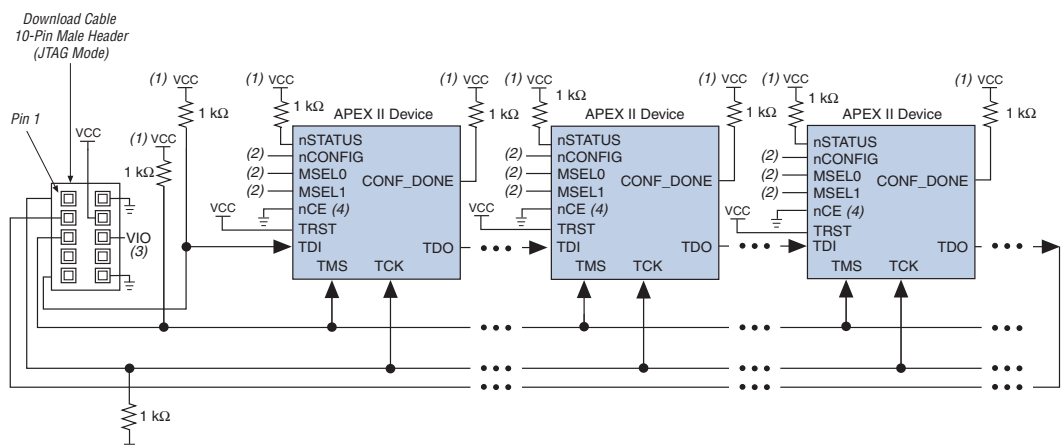 Download Cable
10-Pin Male Header
(JTAG Mode)
Pin 1
VCC
(1) VCC
1 kΩ
(1) VCC
1 kΩ
VIO
(3)
(1) VCC
1 kΩ
APEX II Device
nSTATUS
(2) nCONFIG
(2) MSEL0
(2) MSEL1
nCE (4)
VCC
TRST
TDI
TMS
TCK
CONF_DONE
TDO
(1) VCC
1 kΩ
(1) VCC
1 kΩ
APEX II Device
nSTATUS
(2) nCONFIG
(2) MSEL0
(2) MSEL1
nCE (4)
VCC
TRST
TDI
TMS
TCK
CONF_DONE
TDO
(1) VCC
1 kΩ
(1) VCC
1 kΩ
APEX II Device
nSTATUS
(2) nCONFIG
(2) MSEL0
(2) MSEL1
nCE (4)
VCC
TRST
TDI
TMS
TCK
CONF_DONE
TDO
(1) VCC
1 kΩ
1 kΩ